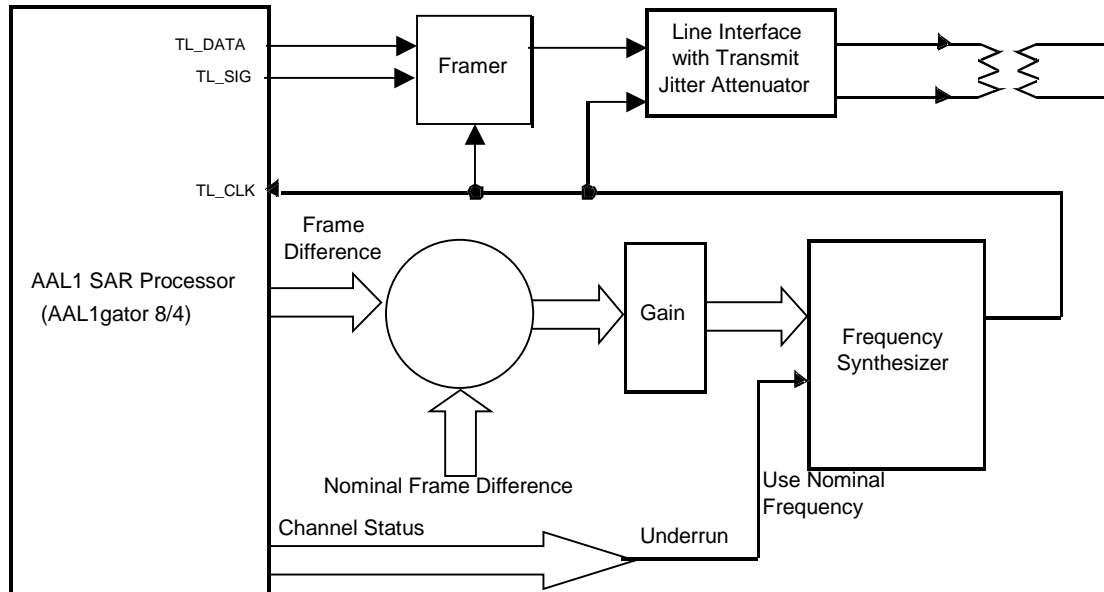 TL_DATA
TL_SIG
Framer
Line Interface
with Transmit
Jitter Attenuator
TL_CLK
Frame
Difference
AAL1 SAR Processor
(AAL1gator 8/4)
Gain
Frequency
Synthesizer
Nominal Frame Difference
Use Nominal
Frequency
Channel Status
Underrun